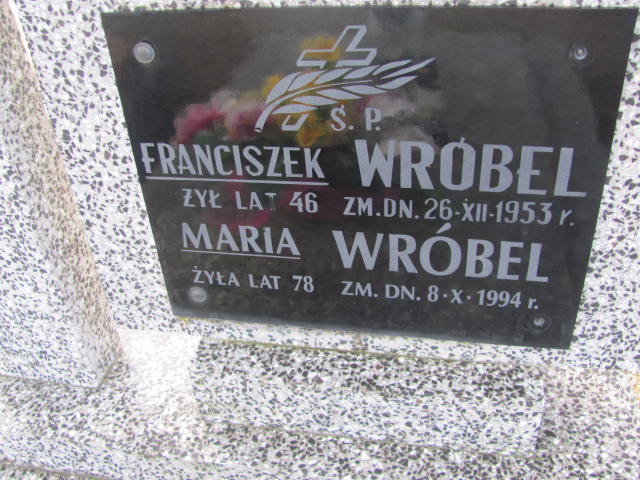 Ś. P.
FRANCISZEK WRÓBEL
ŻYŁ LAT 46 ZM. DN. 26-XII-1953 r.
MARIA WRÓBEL
ŻYŁA LAT 78 ZM. DN. 8·X·1994 r.